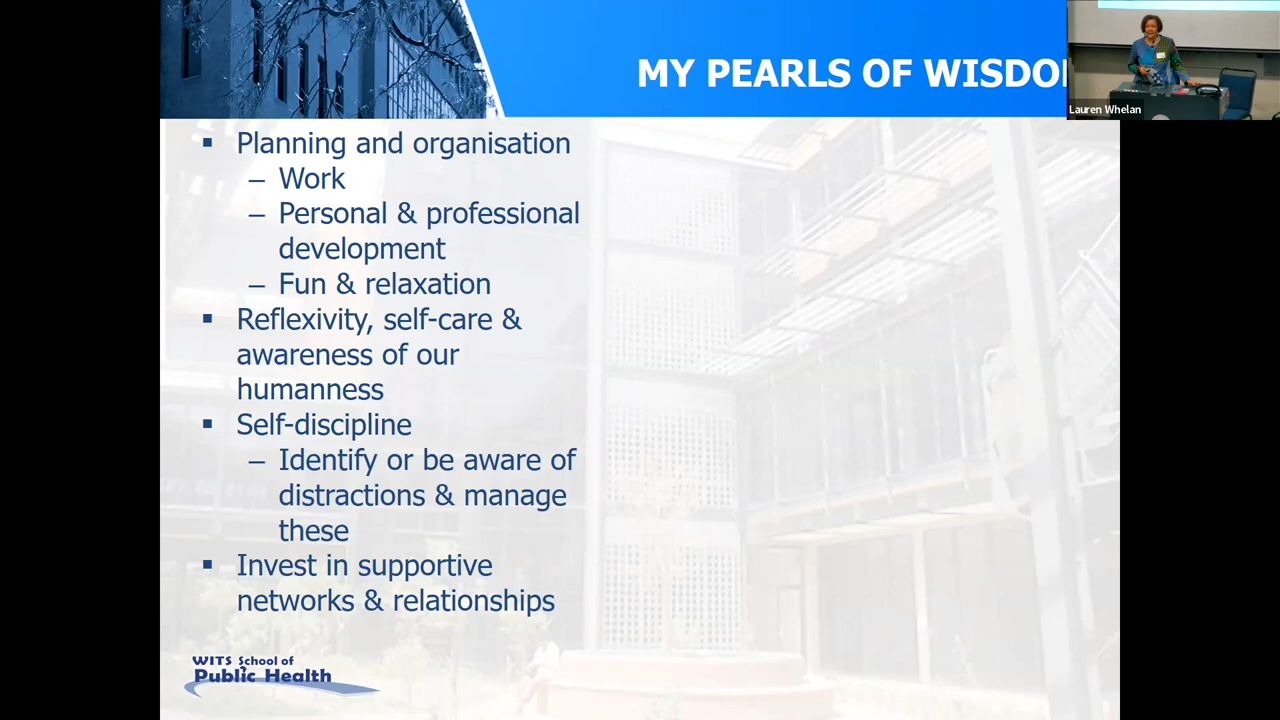 MY PEARLS OF WISDO
Lauren Whelan
▪ Planning and organisation
– Work
– Personal & professional
development
– Fun & relaxation
▪ Reflexivity, self-care &
awareness of our
humanness
▪ Self-discipline
– Identify or be aware of
distractions & manage
these
▪ Invest in supportive
networks & relationships
WITS School of
Public Health